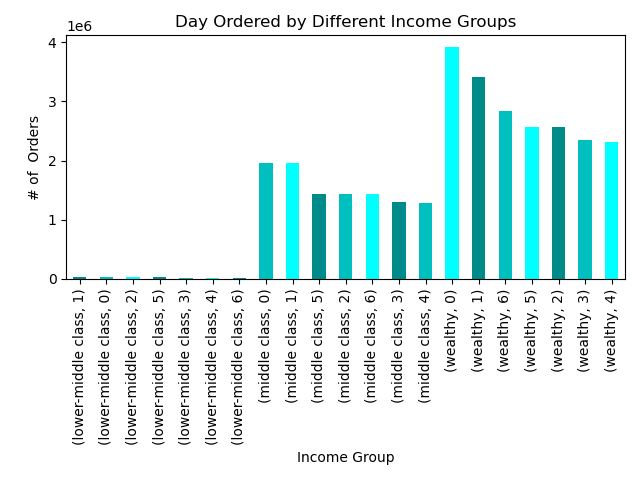 Day Ordered by Different Income Groups
1e6
4
3
2
1
0
# of  Orders
(lower-middle class, 1)
(lower-middle class, 0)
(lower-middle class, 2)
(lower-middle class, 5)
(lower-middle class, 3)
(lower-middle class, 4)
(lower-middle class, 6)
(middle class, 0)
(middle class, 1)
(middle class, 5)
(middle class, 2)
(middle class, 6)
(middle class, 3)
(middle class, 4)
(wealthy, 0)
(wealthy, 1)
(wealthy, 6)
(wealthy, 5)
(wealthy, 2)
(wealthy, 3)
(wealthy, 4)
Income Group